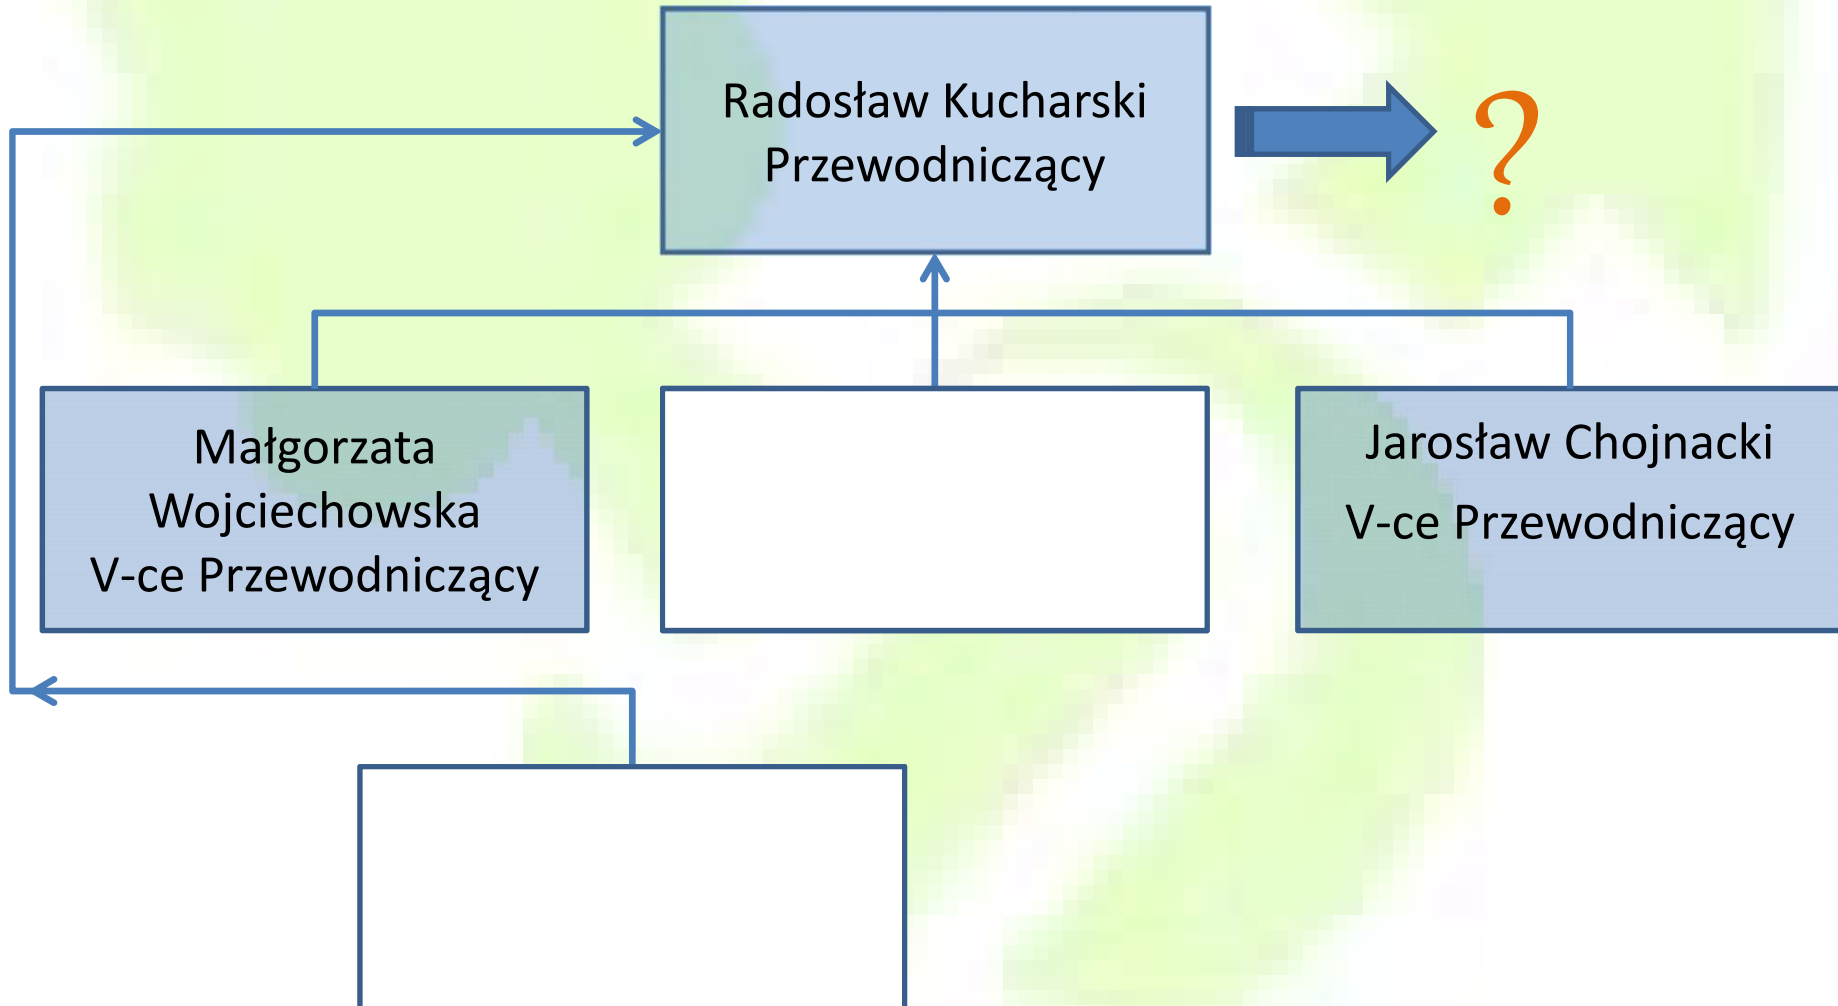 Radosław Kucharski
Przewodniczący
?
Małgorzata
Wojciechowska
V-ce Przewodniczący
Jarosław Chojnacki
V-ce Przewodniczący